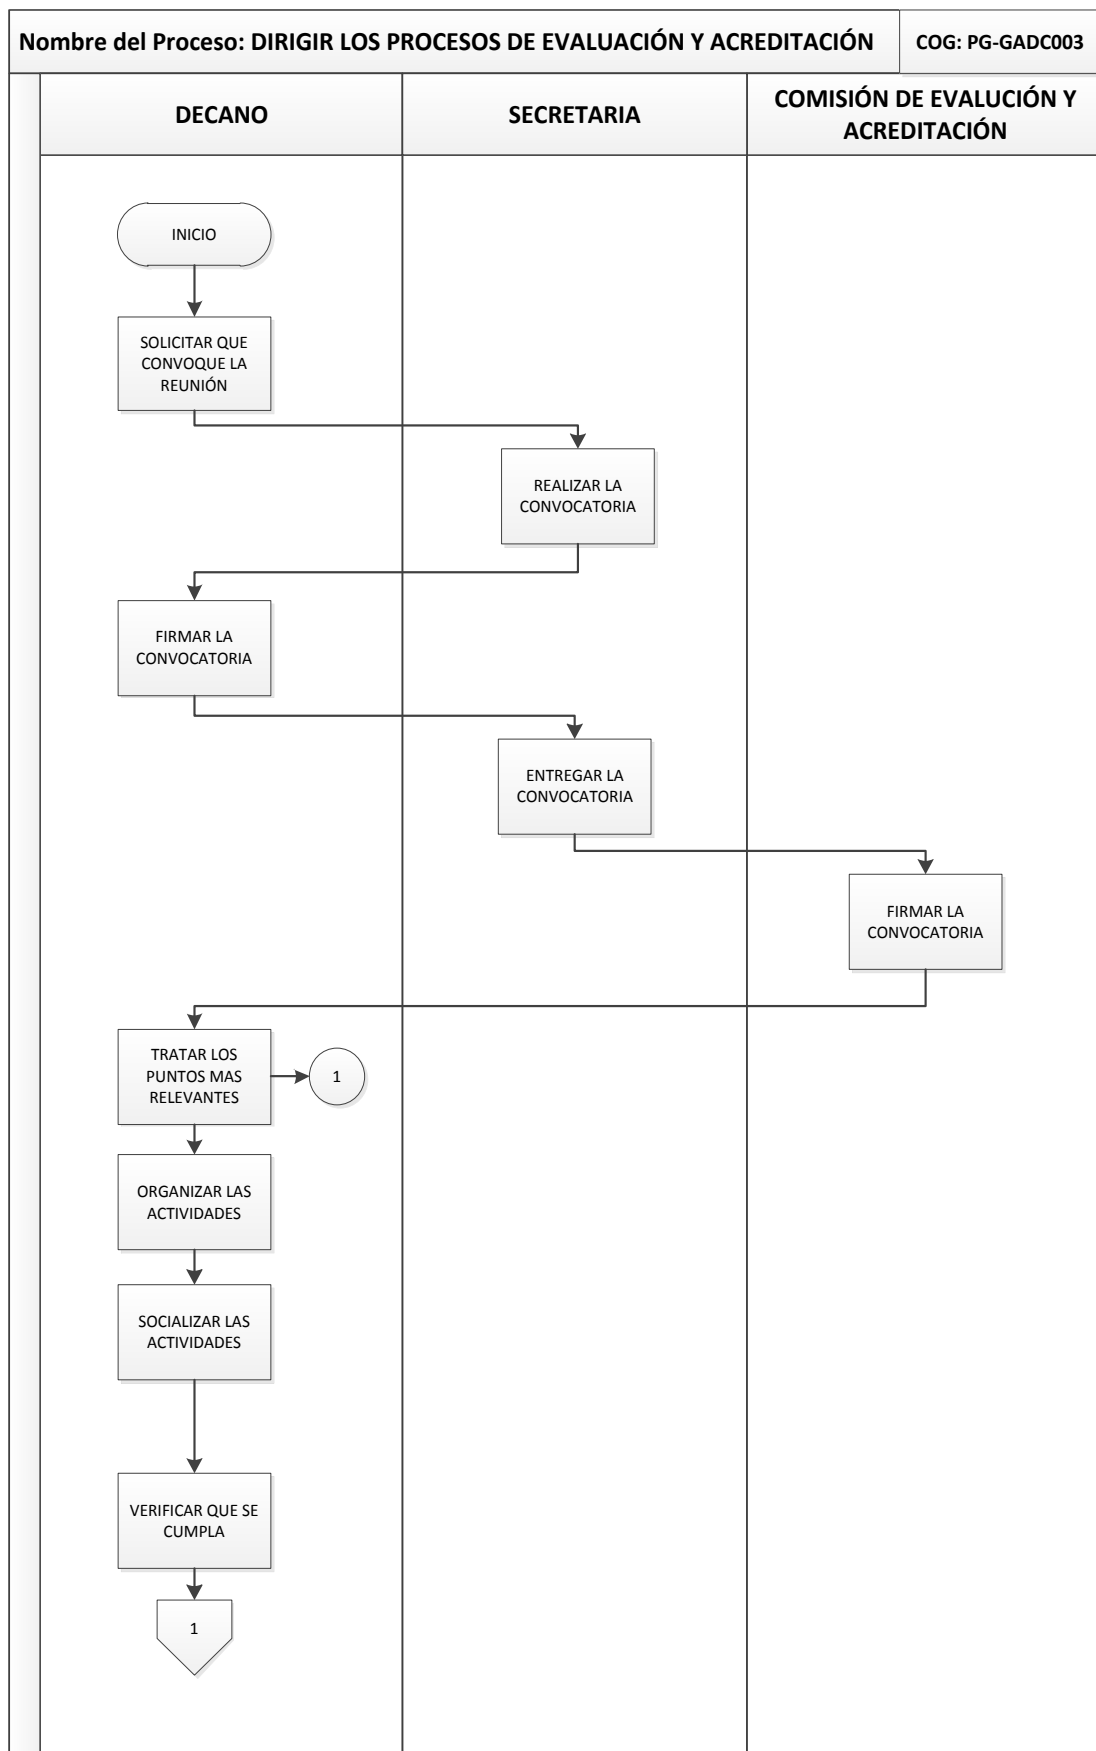 Nombre del Proceso: DIRIGIR LOS PROCESOS DE EVALUACIÓN Y ACREDITACIÓN
COG: PG-GADC003
DECANO
SECRETARIA
COMISIÓN DE EVALUCIÓN Y
ACREDITACIÓN
INICIO
SOLICITAR QUE
CONVOQUE LA
REUNIÓN
REALIZAR LA
CONVOCATORIA
FIRMAR LA
CONVOCATORIA
ENTREGAR LA
CONVOCATORIA
FIRMAR LA
CONVOCATORIA
TRATAR LOS
PUNTOS MAS
RELEVANTES
1
ORGANIZAR LAS
ACTIVIDADES
SOCIALIZAR LAS
ACTIVIDADES
VERIFICAR QUE SE
CUMPLA
1